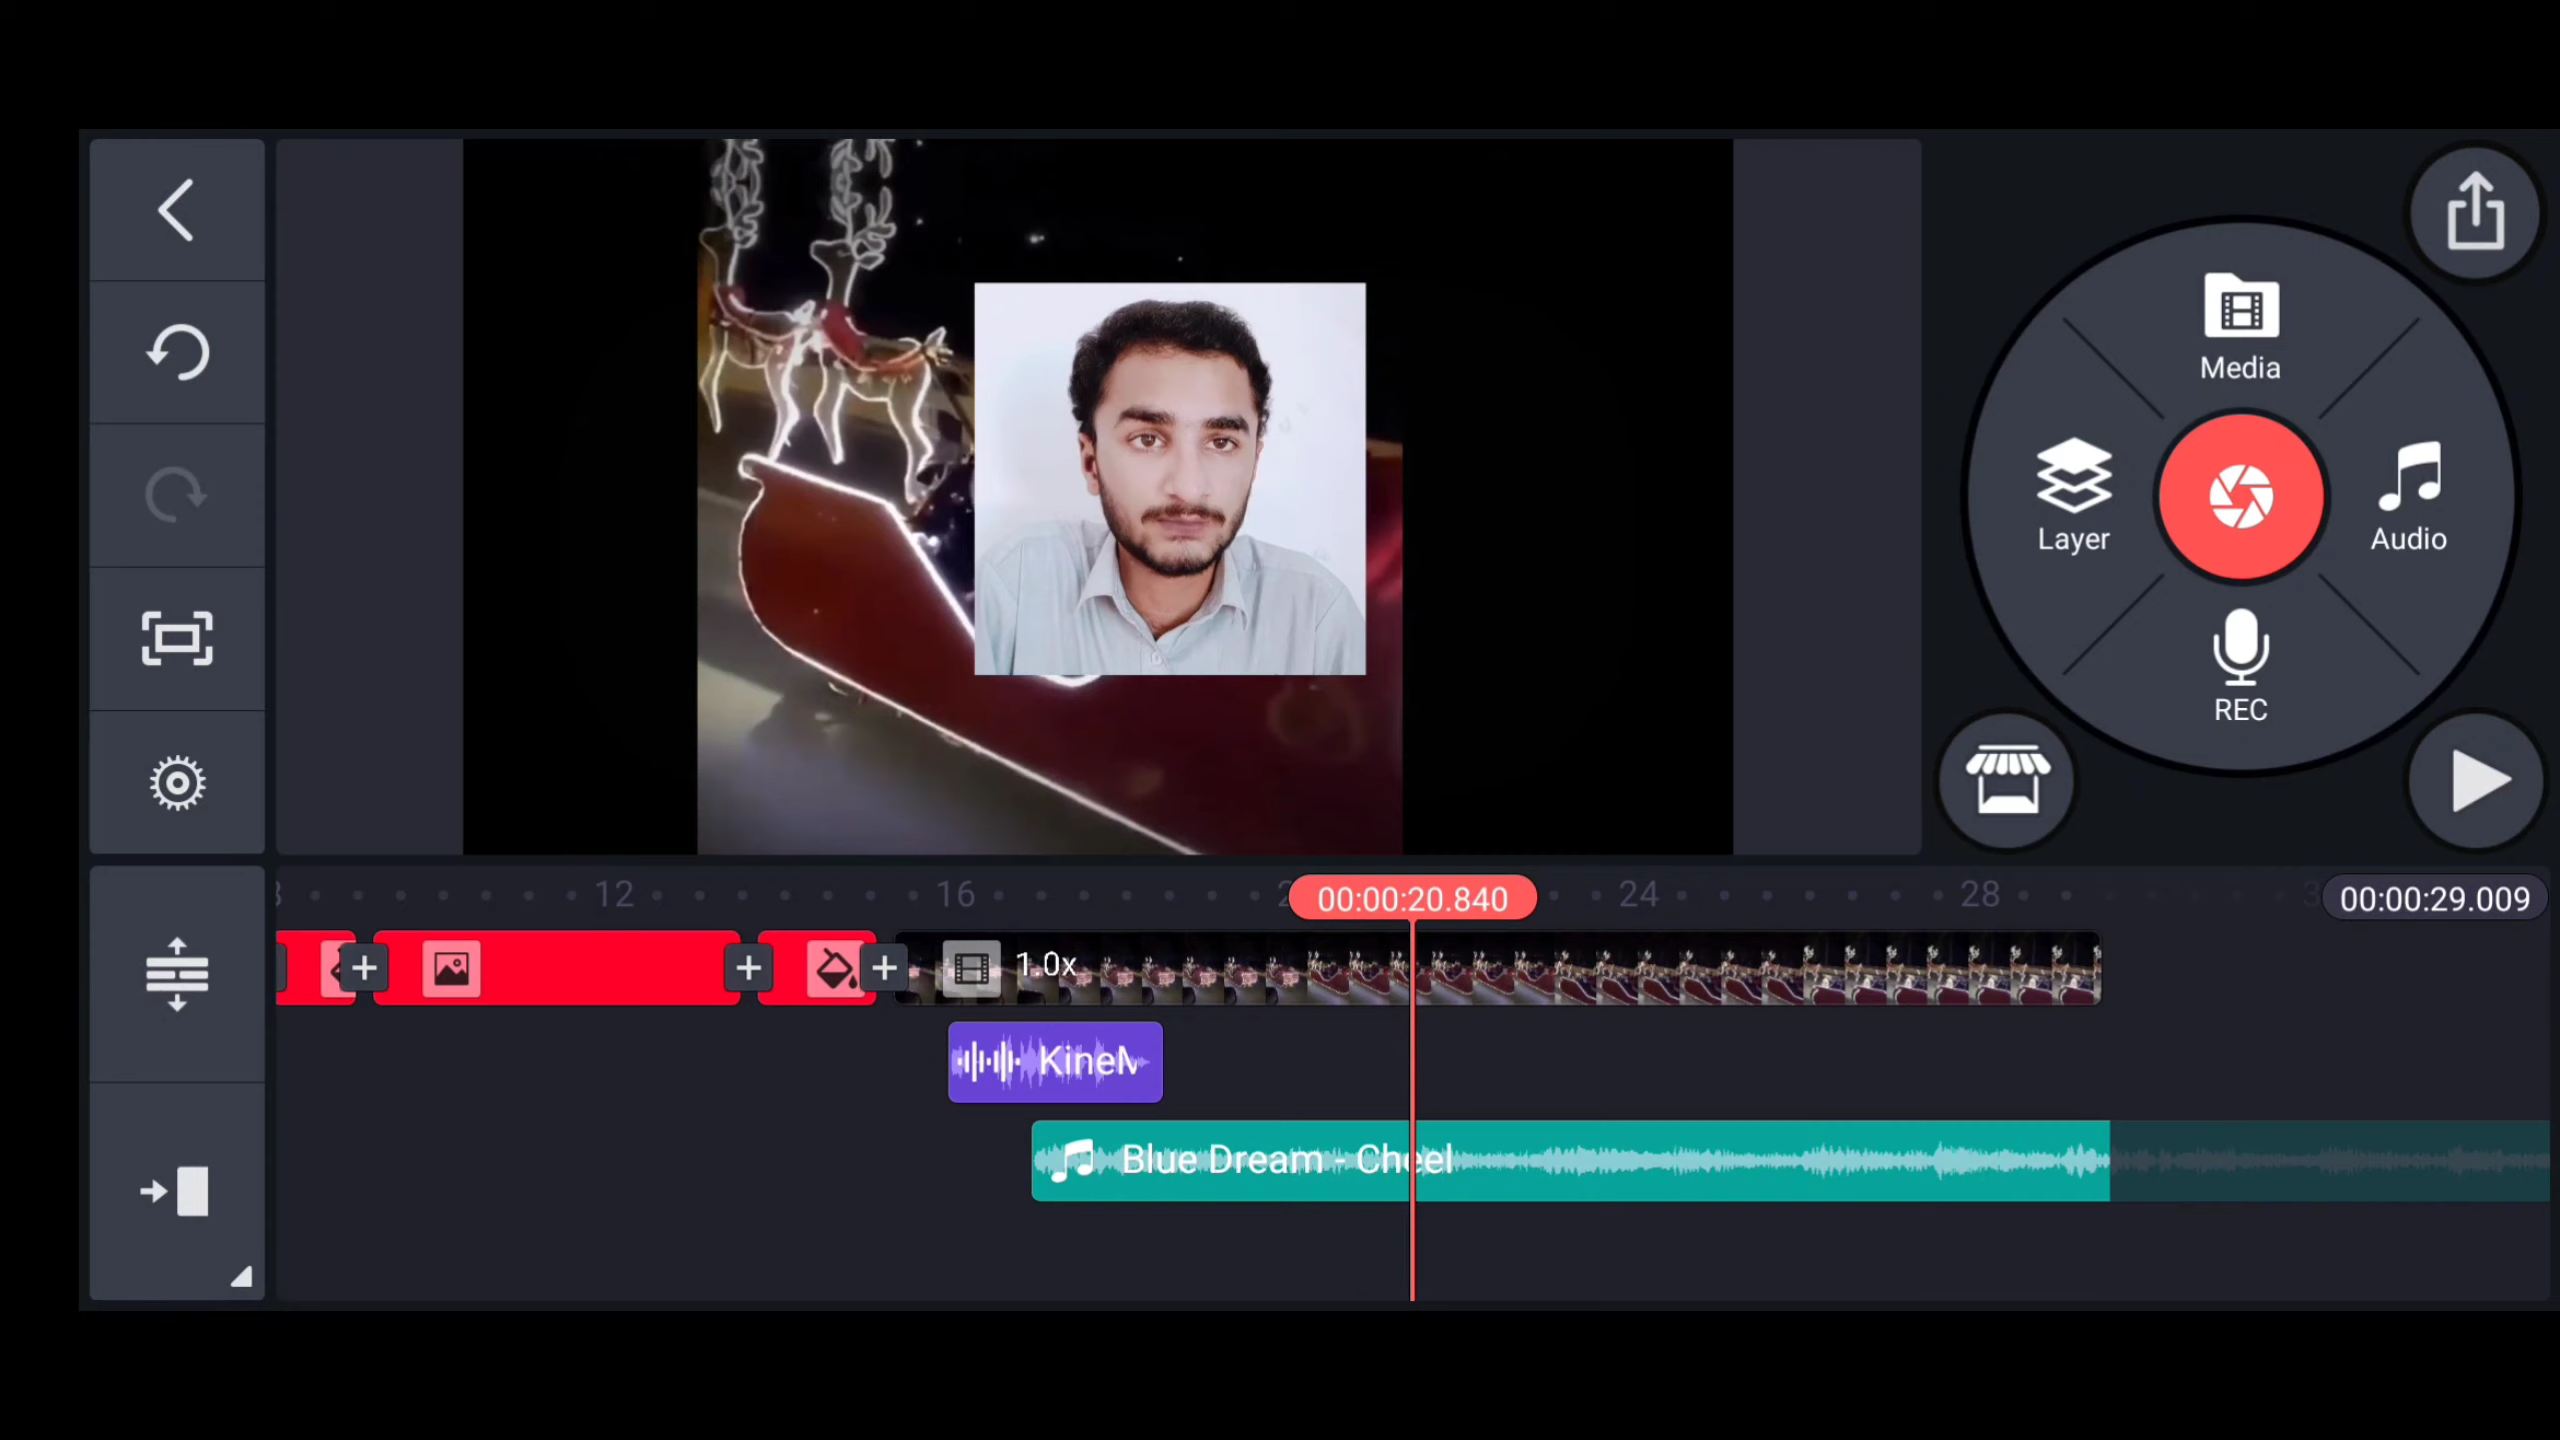 Media
Layer
Audio
REC
12
16
24
28
00:00:20.840
00:00:29.009
1.0x
KineM
Blue Dream - Cheel